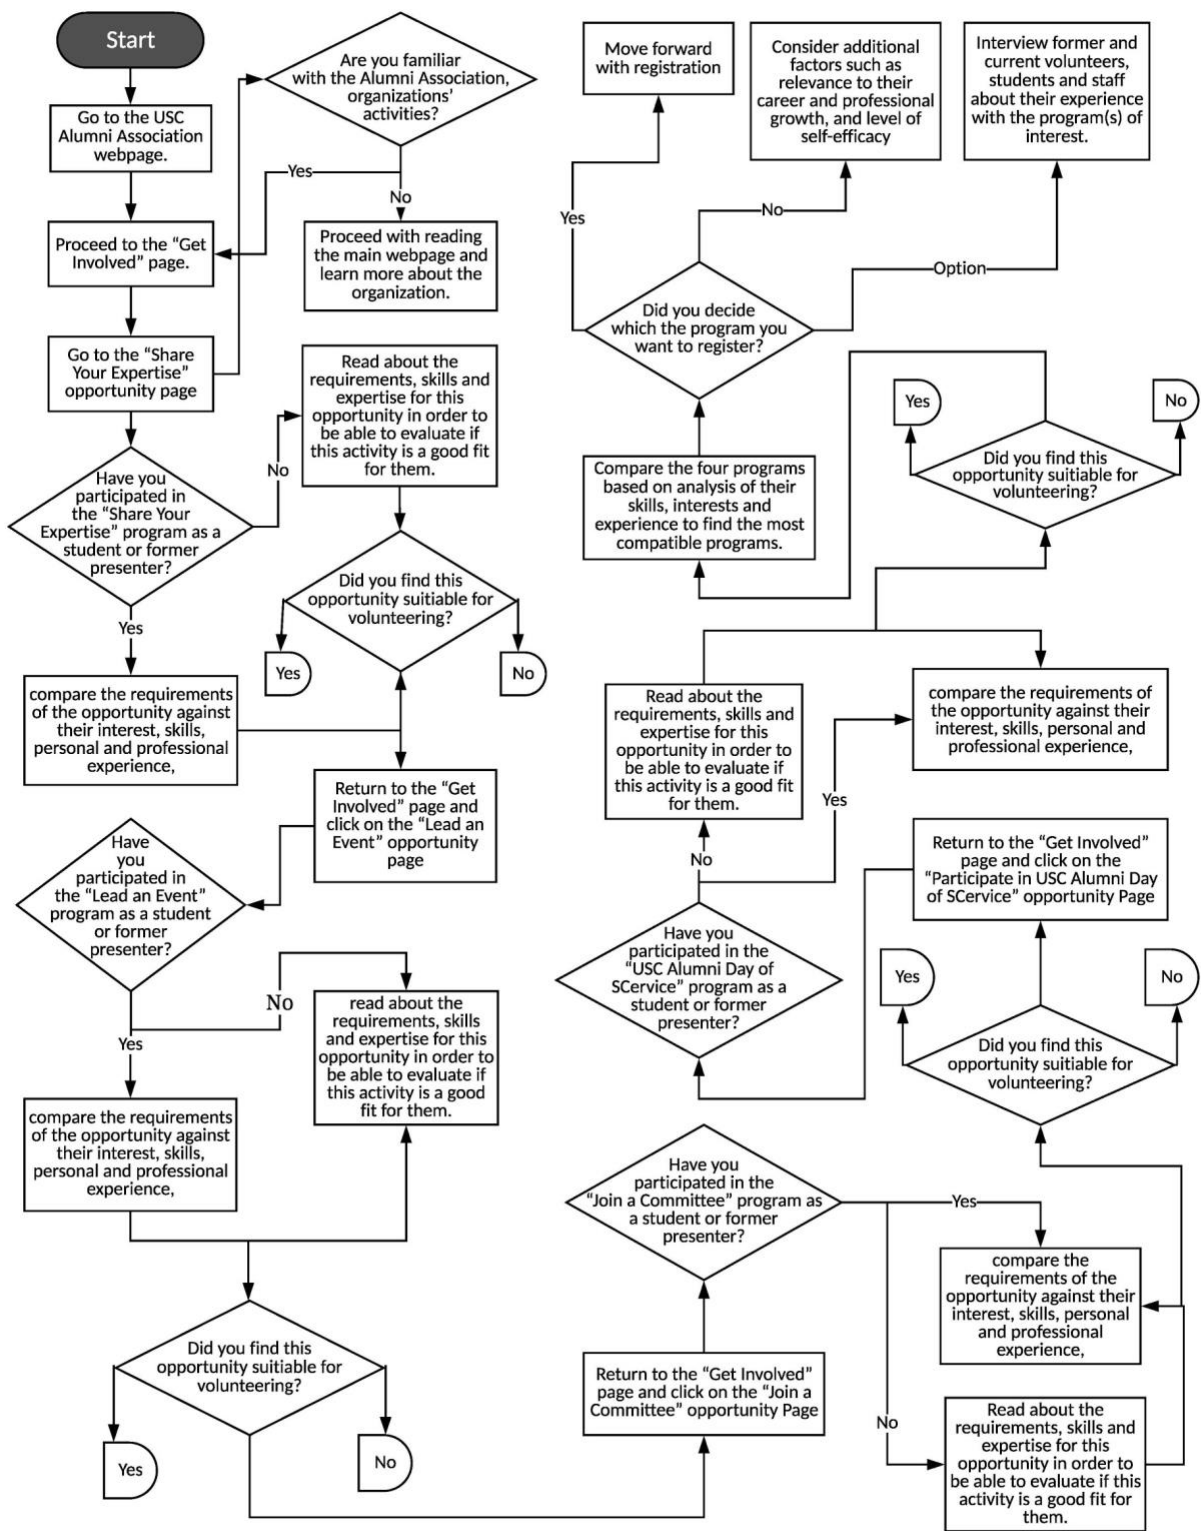 Start
Go to the USC
Alumni Association
webpage.
Proceed to the “Get
Involved” page.
Go to the “Share
Your Expertise”
opportunity page
Are you familiar
with the Alumni Association,
organizations’
activities?
Yes
No
Proceed with reading
the main webpage and
learn more about the
organization.
Have you
participated in
the “Share Your
Expertise” program as a
student or former
presenter?
No
Read about the
requirements, skills and
expertise for this
opportunity in order to
be able to evaluate if
this activity is a good fit
for them.
Yes
Did you find this
opportunity suitiable for
volunteering?
Yes
No
compare the requirements
of the opportunity against
their interest, skills,
personal and professional
experience,
Return to the “Get
Involved” page and
click on the “Lead an
Event” opportunity
page
Have
you
participated in
the “Lead an Event”
program as a student
or former
presenter?
No
read about the
requirements, skills
and expertise for this
opportunity in order to
be able to evaluate if
this activity is a good
fit for them.
Yes
compare the requirements
of the opportunity against
their interest, skills,
personal and professional
experience,
Did you find this
opportunity suitiable for
volunteering?
Yes
No
Return to the “Get Involved”
page and click on the “Join a
Committee” opportunity Page
Have you
participated in the
“Join a Committee” program as
a student or former
presenter?
Yes
compare the
requirements of the
opportunity against their
interest, skills, personal
and professional
experience,
No
Read about the
requirements, skills and
expertise for this
opportunity in order to
be able to evaluate if this
activity is a good fit for
them.
Did you find this
opportunity suitiable for
volunteering?
Yes
No
Return to the “Get Involved”
page and click on the
“Participate in USC Alumni Day
of SCervice” opportunity Page
Have you
participated in the
“USC Alumni Day of
SCervice” program as a
student or former
presenter?
No
Yes
Read about the
requirements, skills and
expertise for this
opportunity in order to
be able to evaluate if
this activity is a good fit
for them.
compare the requirements of
the opportunity against their
interest, skills, personal and
professional experience,
Did you find this
opportunity suitiable for
volunteering?
Yes
No
Compare the four programs
based on analysis of their
skills, interests and
experience to find the most
compatible programs.
Did you decide
which the program you
want to register?
Yes
No
Option
Move forward
with registration
Consider additional
factors such as
relevance to their
career and professional
growth, and level of
self-efficacy
Interview former and
current volunteers,
students and staff
about their experience
with the program(s) of
interest.